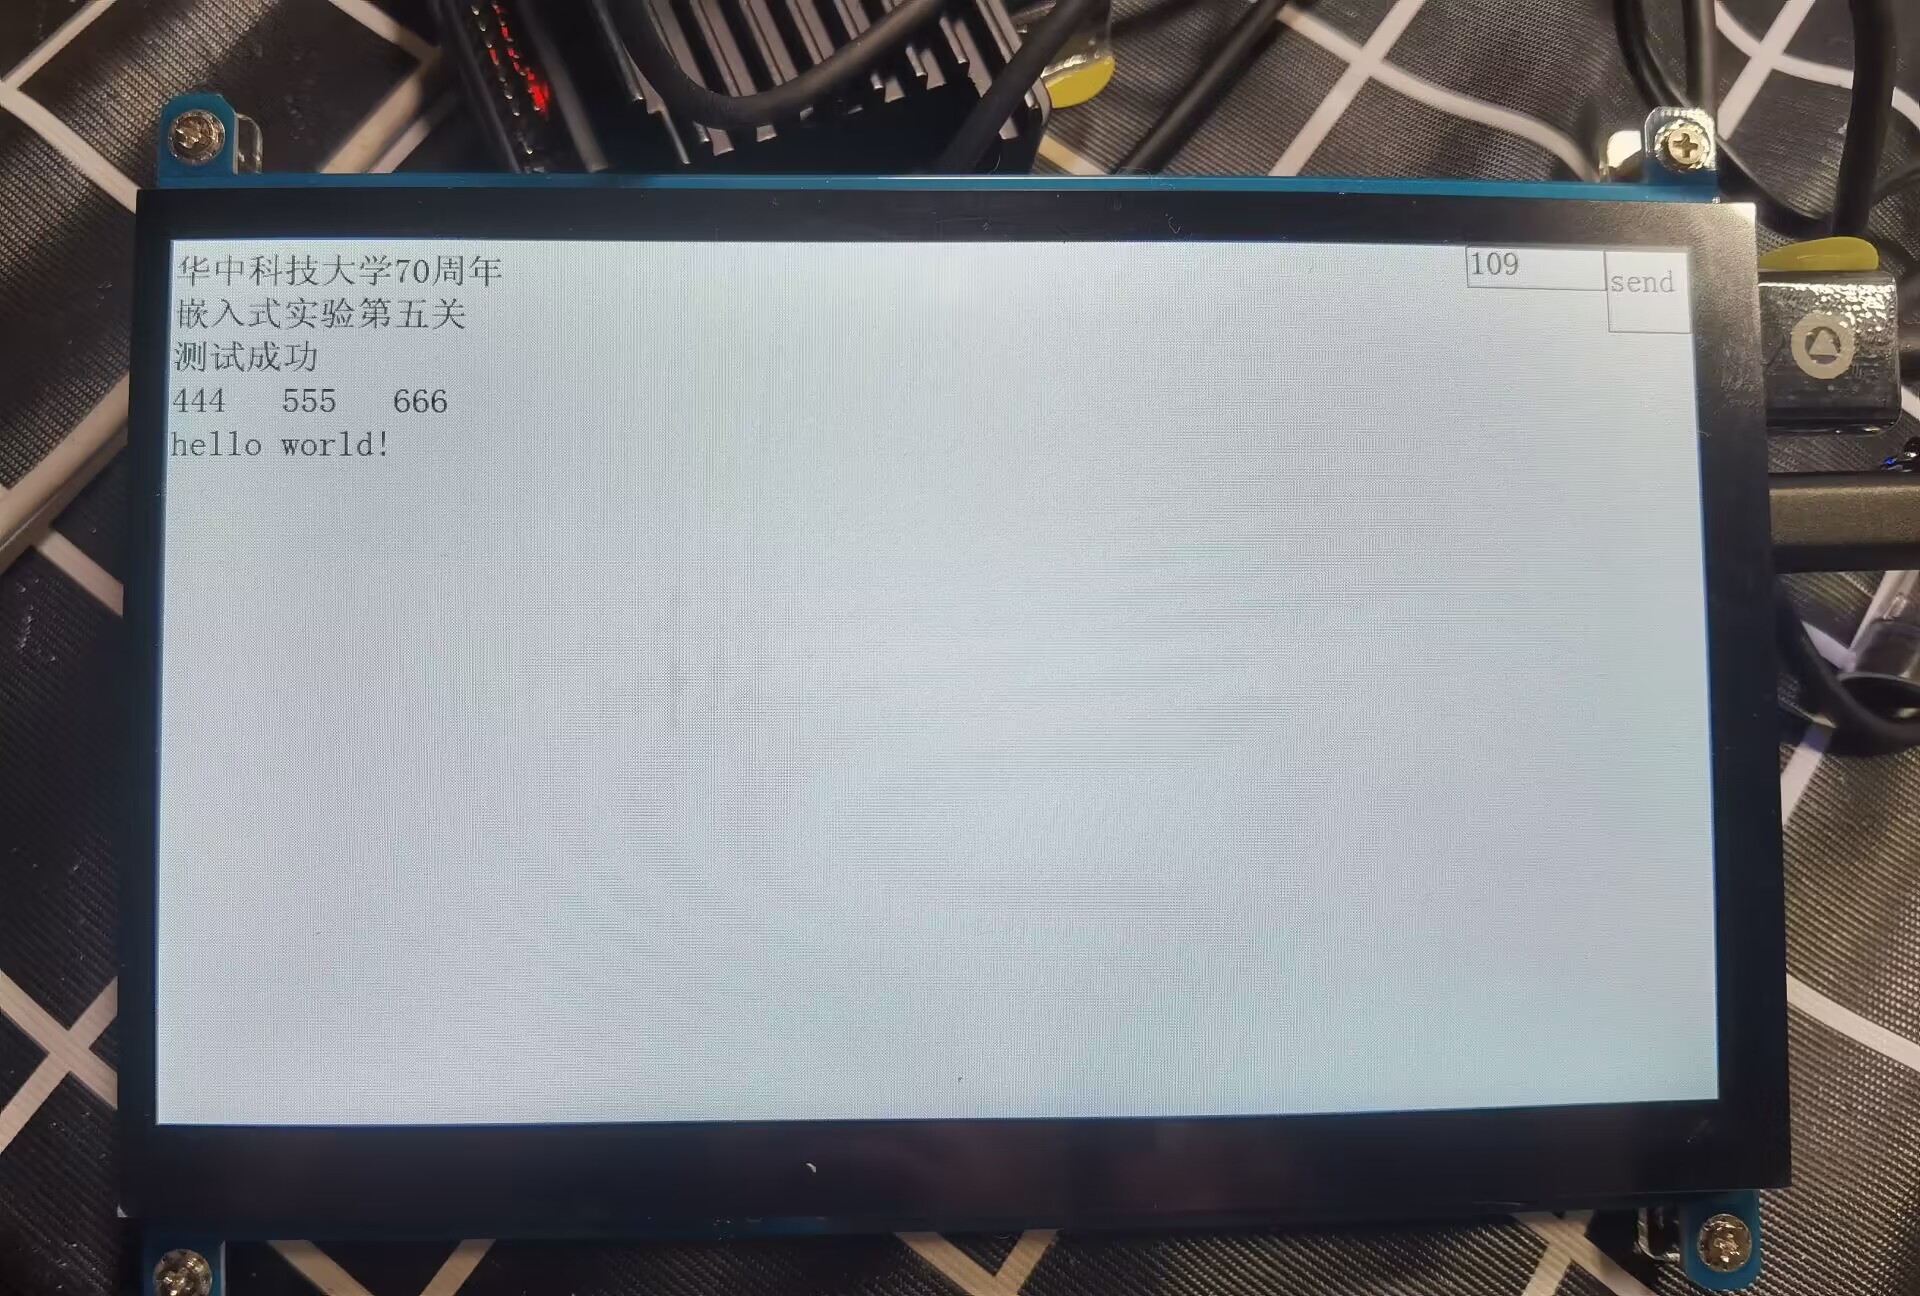 华中科技大学70周年
嵌入式实验第五关
测试成功
444 555 666
hello world!
109
send